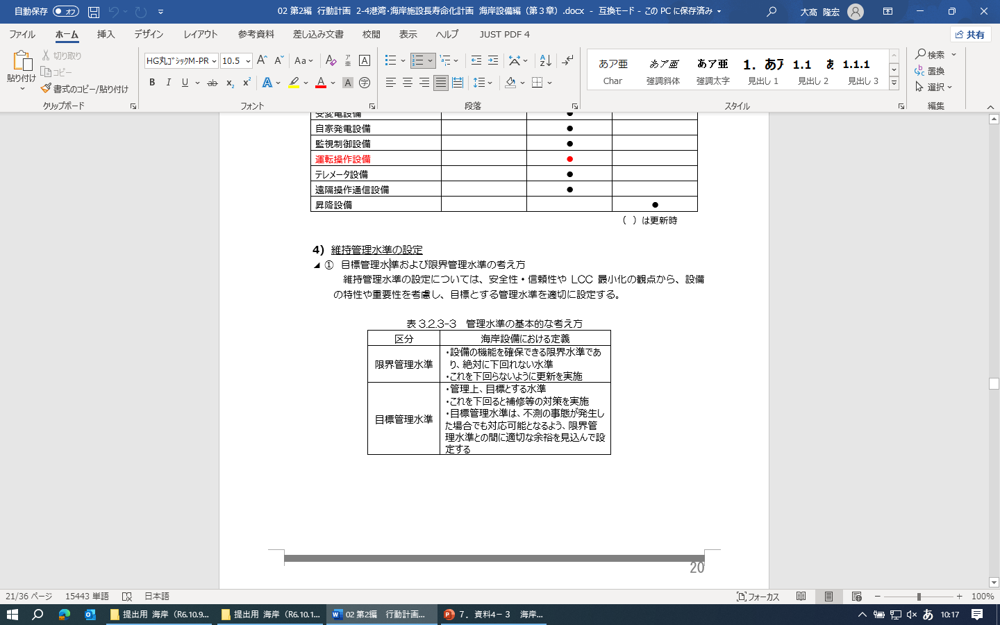 自動保存 オフ 02 第2編 行動計画 2-4港湾・海岸施設長寿命化計画 海岸設備編（第３章）.docx - 互換モード - この PC に保存済み 大髙 隆宏
ファイル ホーム 挿入 デザイン レイアウト 参考資料 差し込み文書 校閲 表示 ヘルプ JUST PDF 4 共有
貼り付け 切り取り コピー 書式のコピー/貼り付け
HG丸ｺﾞｼｯｸM-PR 10.5
あア亜 あア亜 あア亜 1. あア 1.1 あ 1.1.1
Char 強調斜体 強調太字 見出し 1 見出し 2 見出し 3
検索
置換
選択
クリップボード フォント 段落 スタイル 編集
受変電設備 ●
自家発電設備 ●
監視制御設備 ●
運転操作設備 ●
テレメータ設備 ●
遠隔操作通信設備 ●
昇降設備 ●
（ ）は更新時
4）維持管理水準の設定
① 目標管理水準および限界管理水準の考え方
維持管理水準の設定については、安全性・信頼性や LCC 最小化の観点から、設備
の特性や重要性を考慮し、目標とする管理水準を適切に設定する。
表 3.2.3-3 管理水準の基本的な考え方
区分 海岸設備における定義
限界管理水準
・設備の機能を確保できる限界水準であ
り、絶対に下回れない水準
・これを下回らないように更新を実施
目標管理水準
・管理上、目標とする水準
・これを下回ると補修等の対策を実施
・目標管理水準は、不測の事態が発生し
た場合でも対応可能となるよう、限界管
理水準との間に適切な余裕を見込んで設
定する
20
21/36 ページ 15443 単語 日本語 フォーカス 100%
提出用 海岸（R6.10.9... 提出用 海岸（R6.10.1... 02 第2編 行動計画... ７．資料4－３ 海岸... あ 10:17